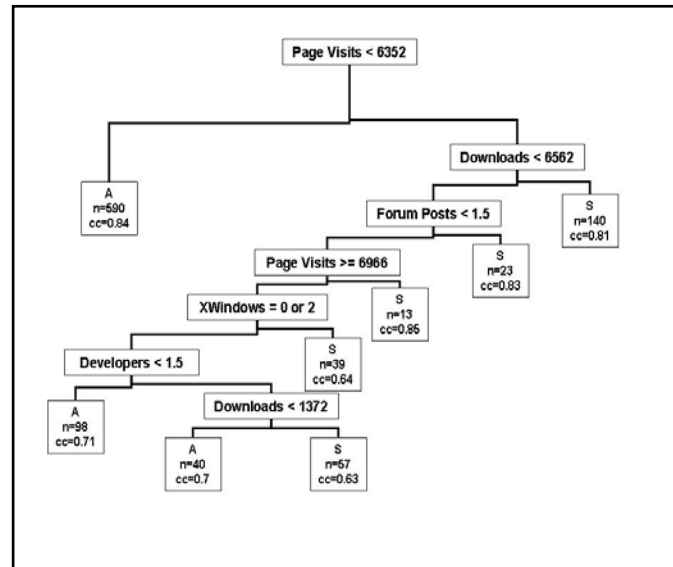 Page Visits < 6352
Downloads < 6562
A
n=590
cc=0.84
Forum Posts < 1.5
S
n=140
cc=0.81
Page Visits >= 6966
S
n=23
cc=0.83
XWindows = 0 or 2
S
n=13
cc=0.85
Developers < 1.5
S
n=39
cc=0.64
Downloads < 1372
A
n=98
cc=0.71
A
n=40
cc=0.7
S
n=57
cc=0.63